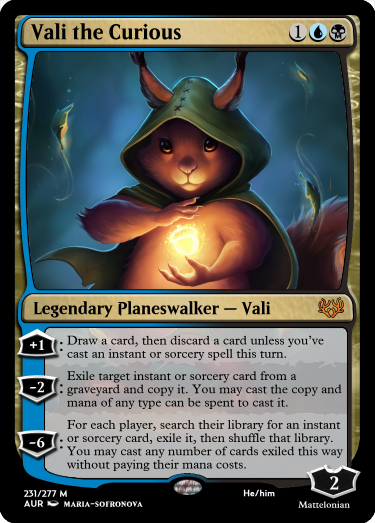 Vali the Curious 1
Legendary Planeswalker — Vali
+1 : Draw a card, then discard a card unless you've
cast an instant or sorcery spell this turn.
-2 : Exile target instant or sorcery card from a
graveyard and copy it. You may cast the copy and
mana of any type can be spent to cast it.
-6 : For each player, search their library for an instant
or sorcery card, exile it, then shuffle that library.
You may cast any number of cards exiled this way
without paying their mana costs.
2
231/277 M He/him
AUR MARIA-SOFRONOVA Mattelonian